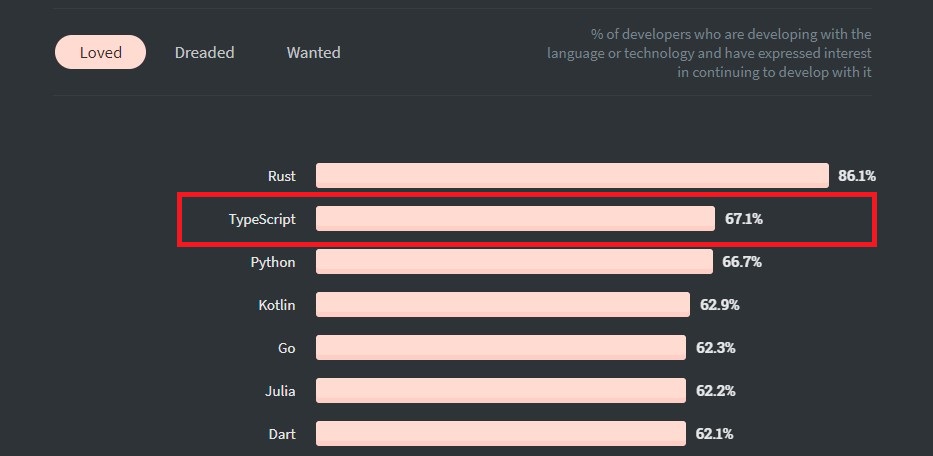 Loved Dreaded Wanted
% of developers who are developing with the
language or technology and have expressed interest
in continuing to develop with it
Rust 86.1%
TypeScript 67.1%
Python 66.7%
Kotlin 62.9%
Go 62.3%
Julia 62.2%
Dart 62.1%